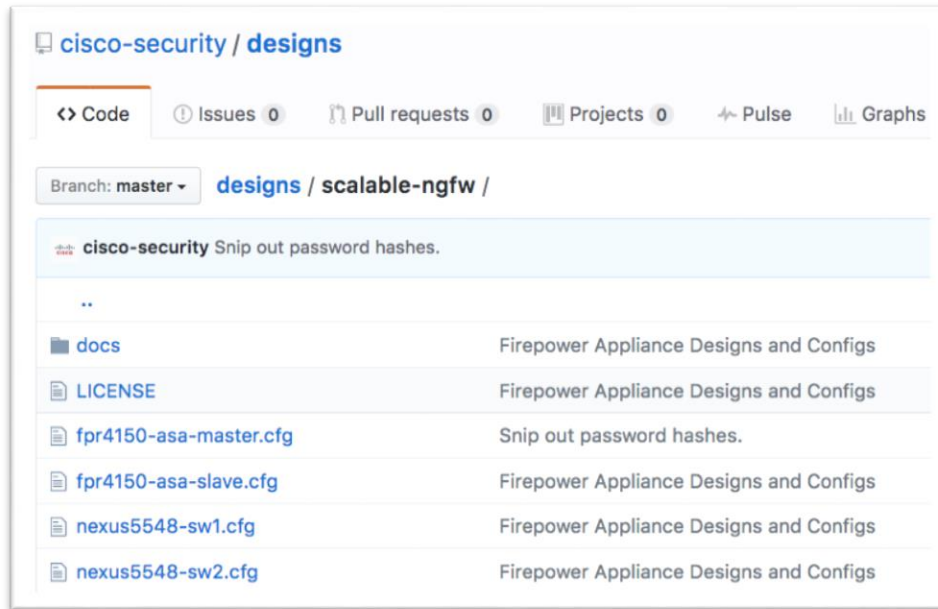 cisco-security / designs
<> Code Issues 0 Pull requests 0 Projects 0 Pulse Graphs
Branch: master designs / scalable-ngfw /
cisco-security Snip out password hashes.
..
docs Firepower Appliance Designs and Configs
LICENSE Firepower Appliance Designs and Configs
fpr4150-asa-master.cfg Snip out password hashes.
fpr4150-asa-slave.cfg Firepower Appliance Designs and Configs
nexus5548-sw1.cfg Firepower Appliance Designs and Configs
nexus5548-sw2.cfg Firepower Appliance Designs and Configs